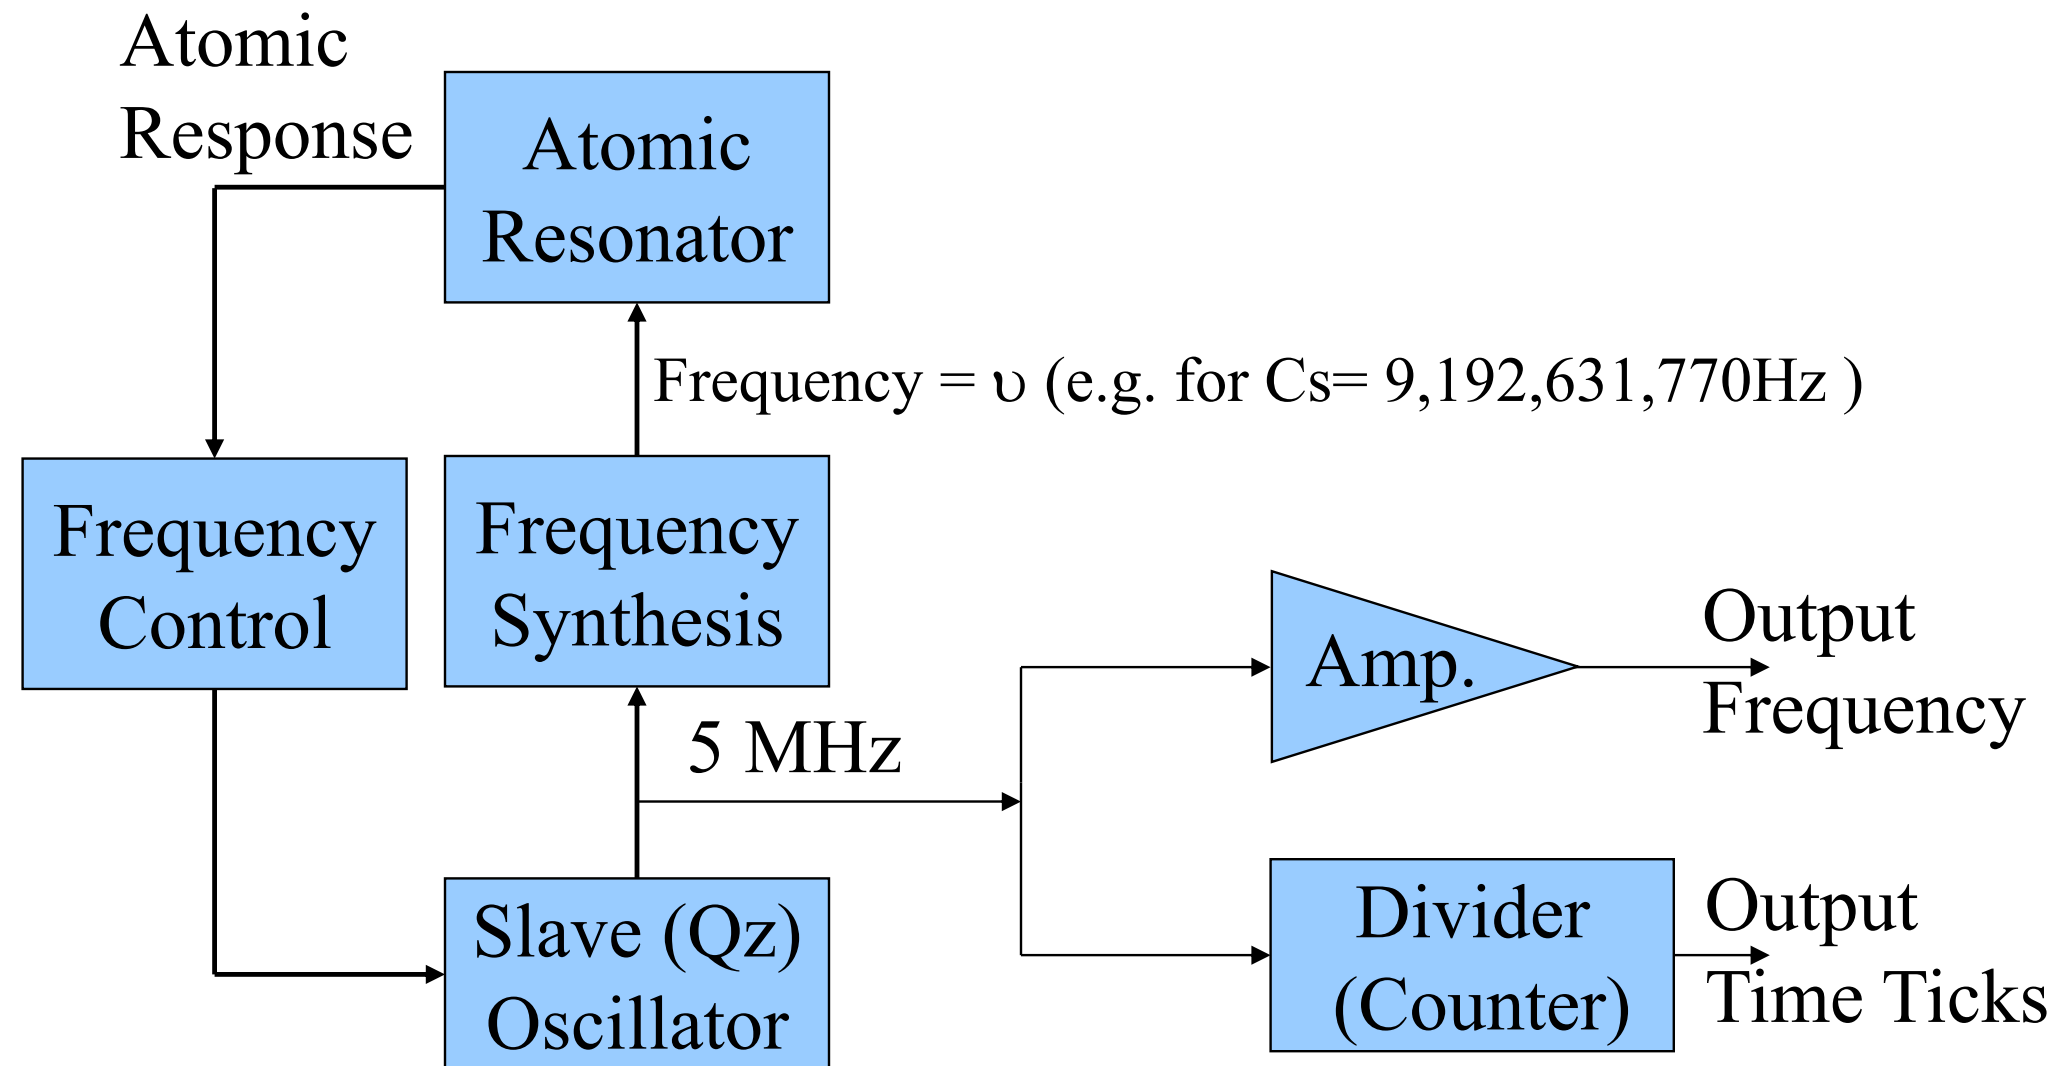 Atomic
Response
Atomic
Resonator
Frequency = υ (e.g. for Cs= 9,192,631,770Hz )
Frequency
Control
Frequency
Synthesis
5 MHz
Amp.
Output
Frequency
Slave (Qz)
Oscillator
Divider
(Counter)
Output
Time Ticks